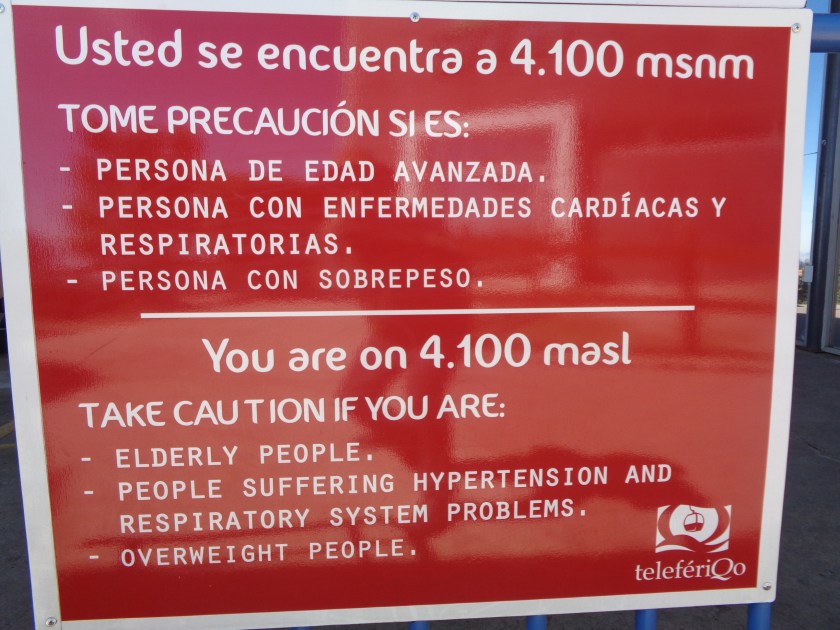 Usted se encuentra a 4.100 msnm
TOME PRECAUCIÓN SI ES:
- PERSONA DE EDAD AVANZADA.
- PERSONA CON ENFERMEDADES CARDÍACAS Y
RESPIRATORIAS.
- PERSONA CON SOBREPESO.
You are on 4.100 masl
TAKE CAUTION IF YOU ARE:
- ELDERLY PEOPLE.
- PEOPLE SUFFERING HYPERTENSION AND
RESPIRATORY SYSTEM PROBLEMS.
- OVERWEIGHT PEOPLE.
telefériQo